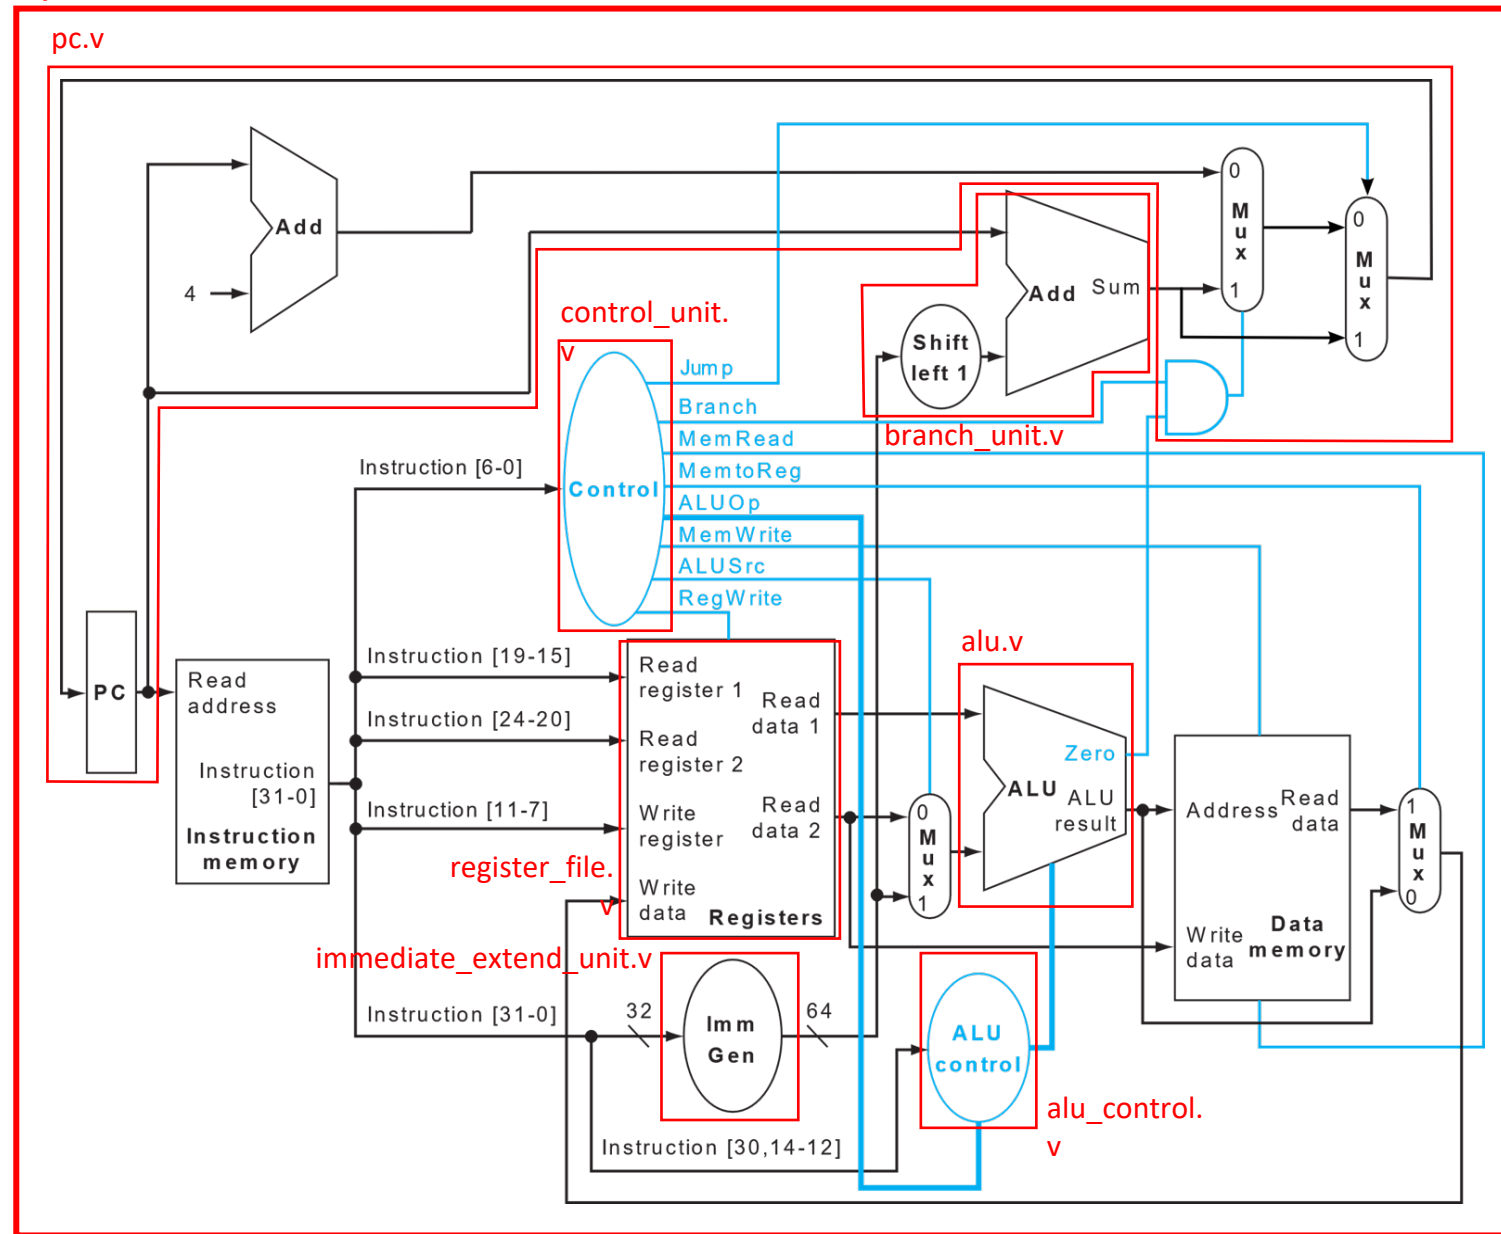 pc.v
Add
4
0
Mux
1
0
Mux
1
Add
Sum
Shift
left 1
branch_unit.v
control_unit.
v
Control
Jump
Branch
MemRead
MemtoReg
ALUOp
MemWrite
ALUSrc
RegWrite
Instruction [6-0]
PC
Read
address
Instruction
[31-0]
Instruction
memory
Instruction [19-15]
Instruction [24-20]
Instruction [11-7]
Read
register 1
Read
data 1
Read
register 2
Write
register
Read
data 2
Write
data
Registers
register_file.
v
0
Mux
1
alu.v
Zero
ALU
ALU
result
Address
Read
data
Write
data
Data
memory
1
Mux
0
immediate_extend_unit.v
Instruction [31-0]
32
Imm
Gen
64
ALU
control
alu_control.
v
Instruction [30,14-12]